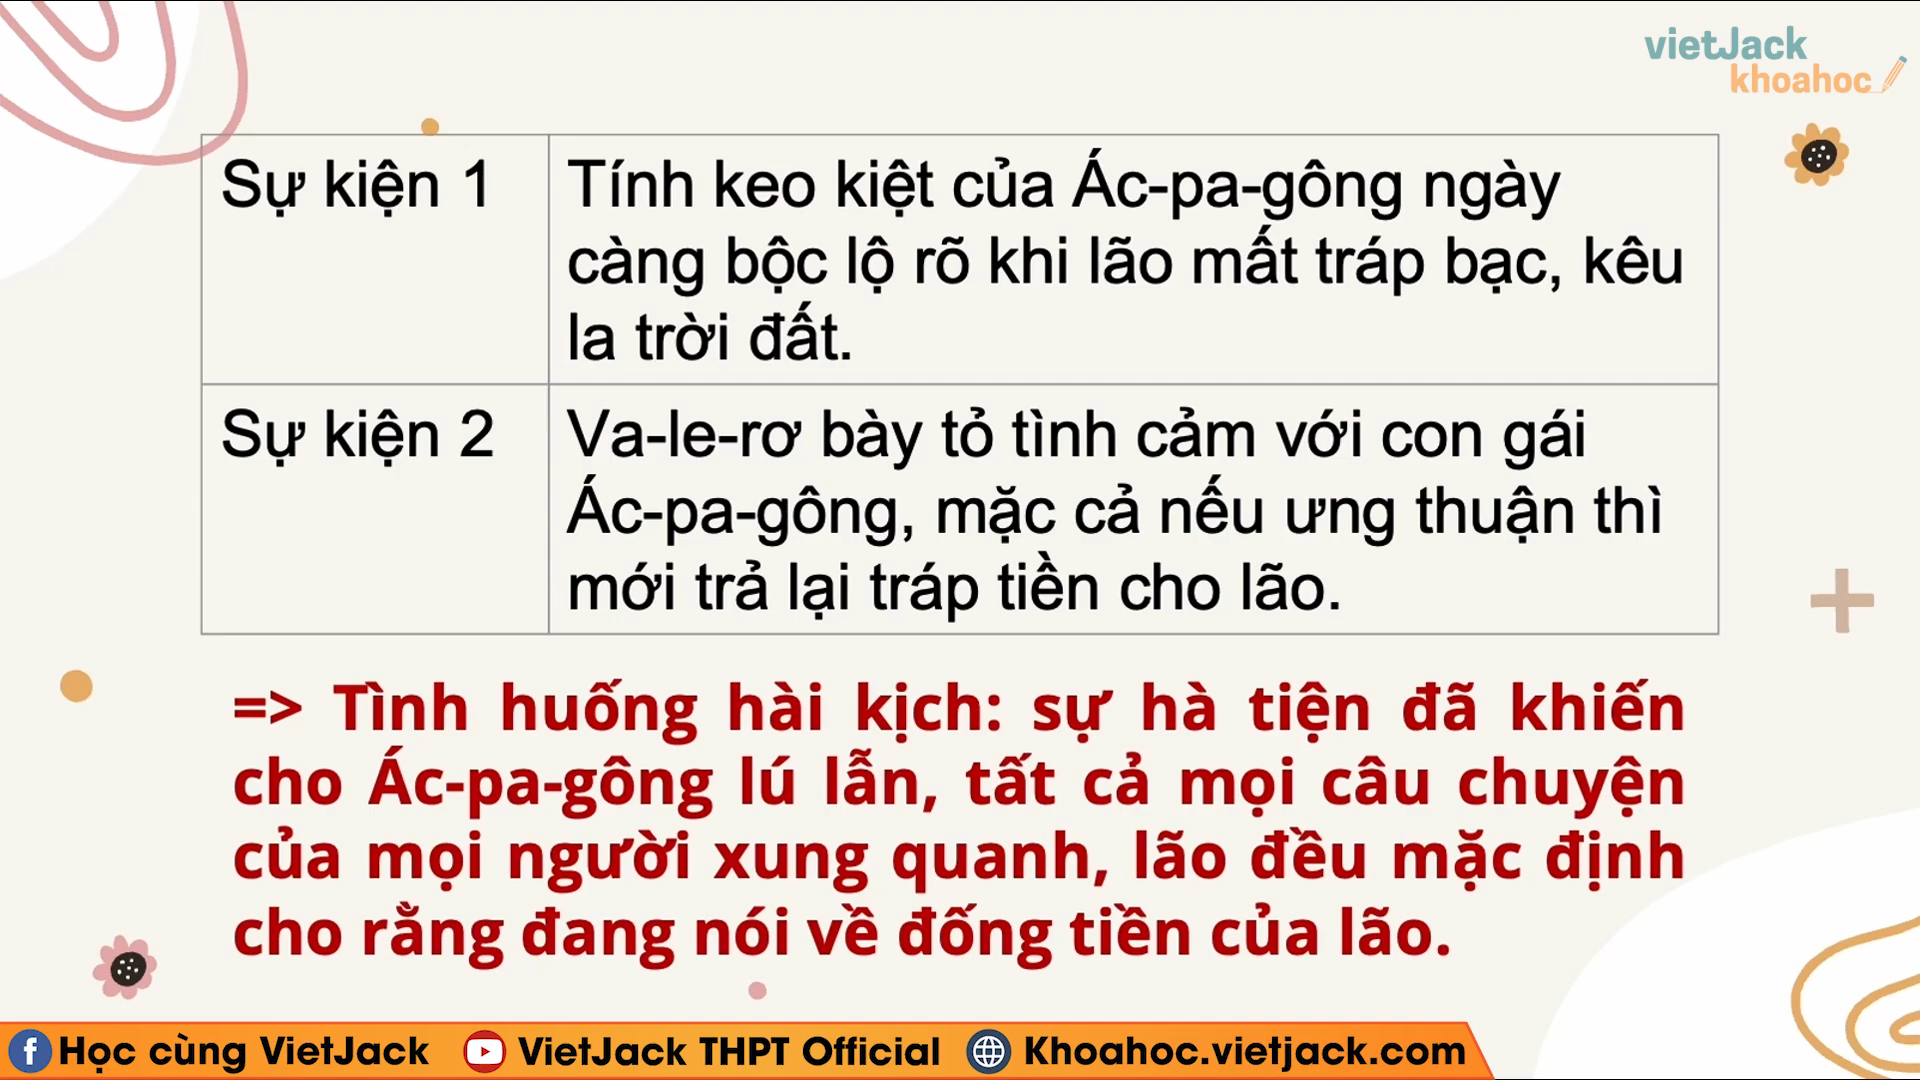 vietJack
khoahoc
Sự kiện 1
Tính keo kiệt của Ác-pa-gông ngày
càng bộc lộ rõ khi lão mất tráp bạc, kêu
la trời đất.
Sự kiện 2
Va-le-rơ bày tỏ tình cảm với con gái
Ác-pa-gông, mặc cả nếu ưng thuận thì
mới trả lại tráp tiền cho lão.
=> Tình huống hài kịch: sự hà tiện đã khiến
cho Ác-pa-gông lú lẫn, tất cả mọi câu chuyện
của mọi người xung quanh, lão đều mặc định
cho rằng đang nói về đống tiền của lão.
Học cùng VietJack
VietJack THPT Official
Khoahoc.vietjack.com